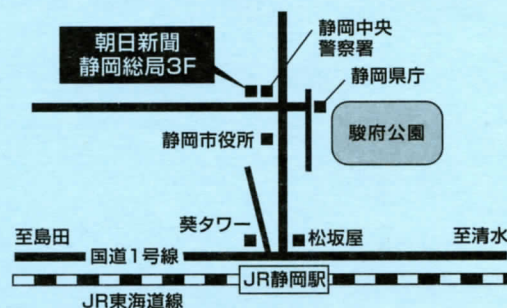 朝日新聞
静岡総局3F
静岡中央
警察署
静岡県庁
駿府公園
静岡市役所
葵タワー
松坂屋
至島田
国道1号線
至清水
JR静岡駅
JR東海道線